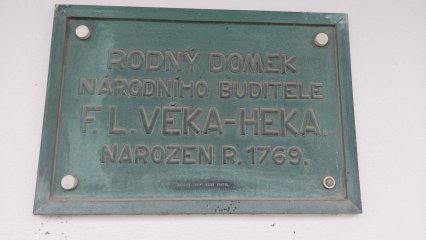 RODNÝ DOMEK
NÁRODNÍHO BUDITELE
F. L. VĚKA-HEKA.
NAROZEN R. 1769.